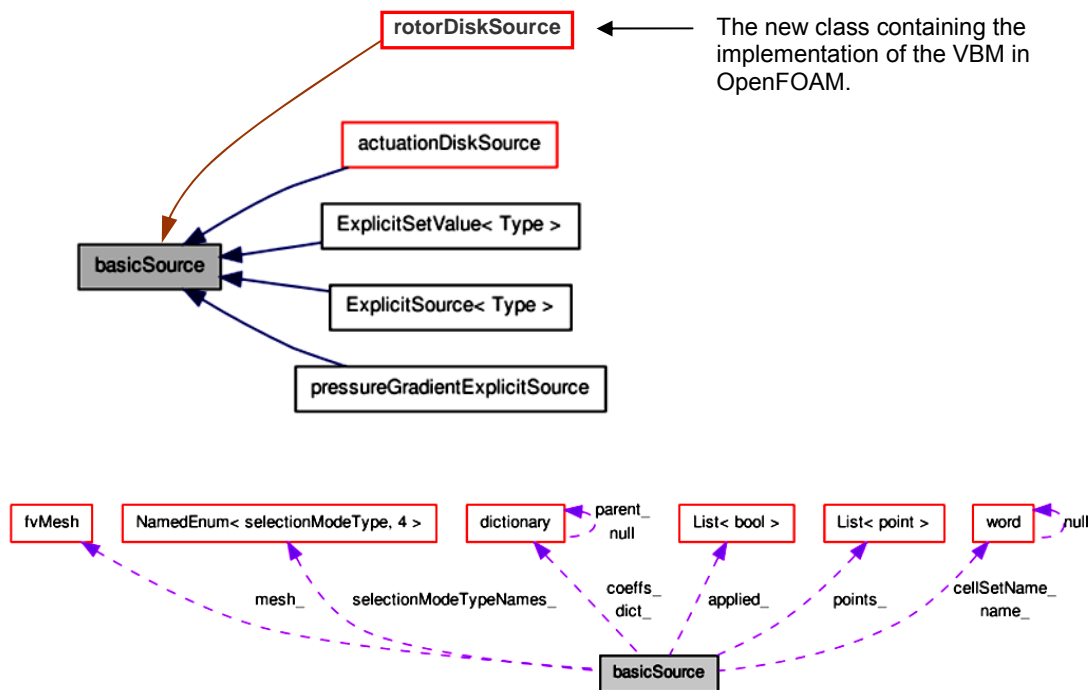 rotorDiskSource
The new class containing the
implementation of the VBM in
OpenFOAM.
actuationDiskSource
ExplicitSetValue< Type >
basicSource
ExplicitSource< Type >
pressureGradientExplicitSource
fvMesh
NamedEnum< selectionModeType, 4 >
dictionary
parent_
null
List< bool >
List< point >
word
null
mesh_
selectionModeTypeNames_
coeffs_
dict_
applied_
points_
cellSetName_
name_
basicSource